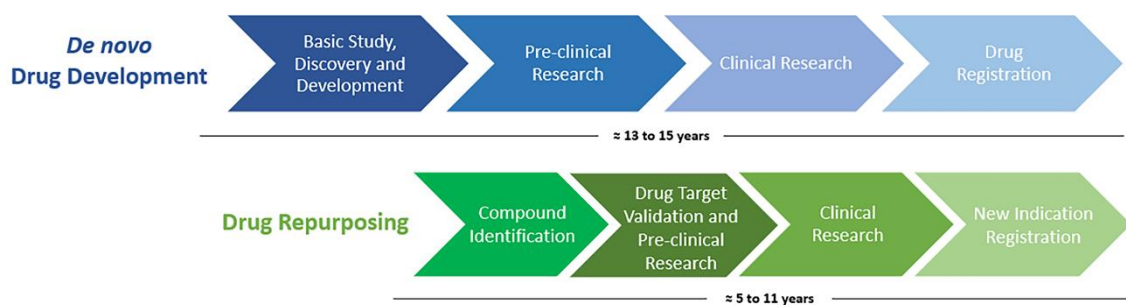 De novo
Drug Development
Basic Study,
Discovery and
Development
Pre-clinical
Research
Clinical Research
Drug
Registration
≈ 13 to 15 years
Drug Repurposing
Compound
Identification
Drug Target
Validation and
Pre-clinical
Research
Clinical
Research
New Indication
Registration
≈ 5 to 11 years